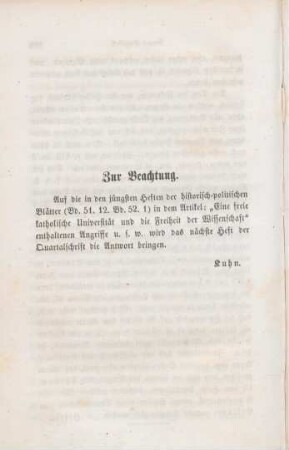 Zur Beachtung.
Auf die in den jüngsten Heften der historisch-politischen
Blätter (Bd. 51. 12. Bd. 52. 1) in dem Artikel: „Eine freie
katholische Universität und die Freiheit der Wissenschaft“
enthaltenen Angriffe u. s. w. wird das nächste Heft der
Quartalschrift die Antwort bringen.
Kuhn.